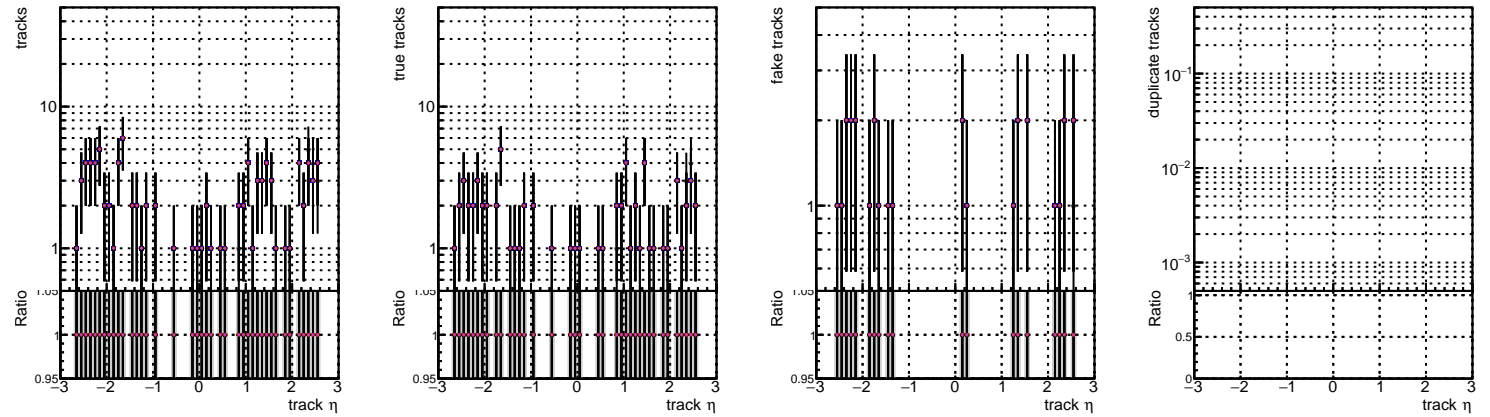 tracks
10
1
Ratio
1.05
1
0.95
−3 −2 −1 0 1 2 3
track η
true tracks
10
1
Ratio
1.05
1
0.95
−3 −2 −1 0 1 2 3
track η
fake tracks
1
Ratio
1.05
1
0.95
−3 −2 −1 0 1 2 3
track η
duplicate tracks
10⁻¹
10⁻²
10⁻³
Ratio
1
0.5
0
−3 −2 −1 0 1 2 3
track η